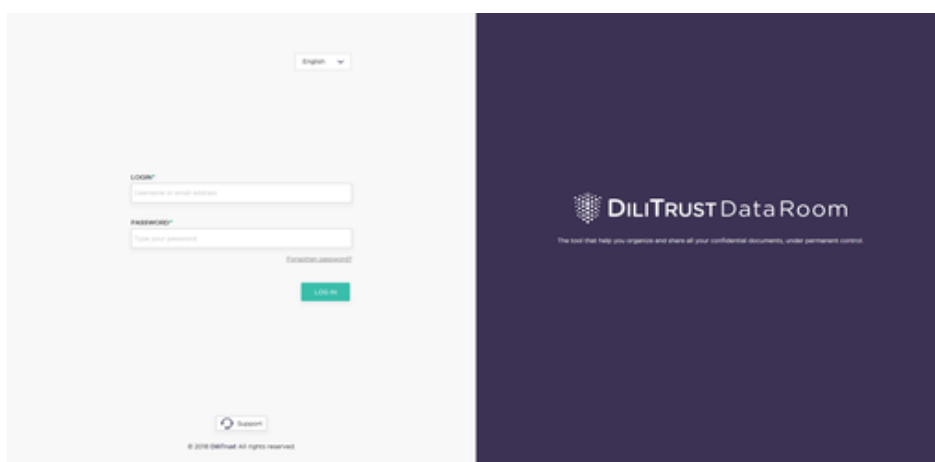 English
LOGIN*
Username or email address
PASSWORD*
Type your password
Forgotten password?
LOG IN
Support
© 2018 DiliTrust All rights reserved.
DILITRUST DataRoom
The tool that help you organize and share all your confidential documents, under permanent control.